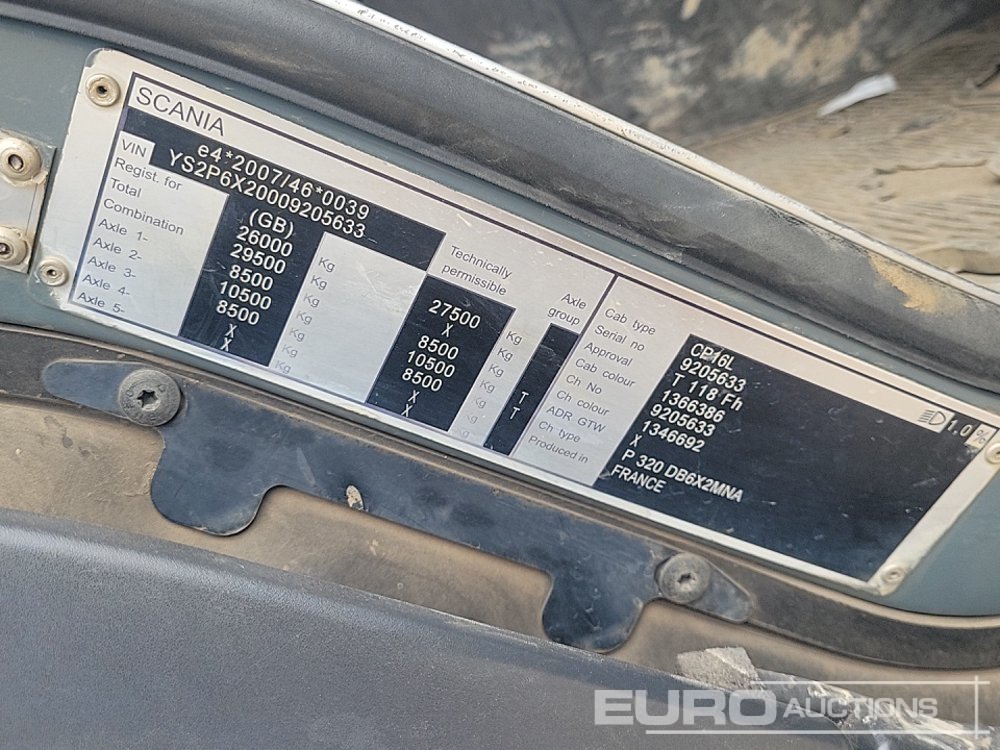 SCANIA
e4*2007/46*0039
VIN YS2P6X20009205633
Regist. for (GB)
Total 26000 Kg
Combination 29500 Kg
Axle 1- 8500 Kg
Axle 2- 10500 Kg
Axle 3- 8500 Kg
Axle 4- X Kg
Axle 5- X Kg
Technically permissible
27500 Kg
X Kg
8500 Kg
10500 Kg
8500 Kg
X Kg
X Kg
Axle group
T
T
Cab type CP16L
Serial no 9205633
Approval T 118 Fh
Cab colour 1366386
Ch No 9205633
Ch colour 1346692
ADR GTW X
Ch type P 320 DB6X2MNA
Produced in FRANCE
1,0%
EURO AUCTIONS